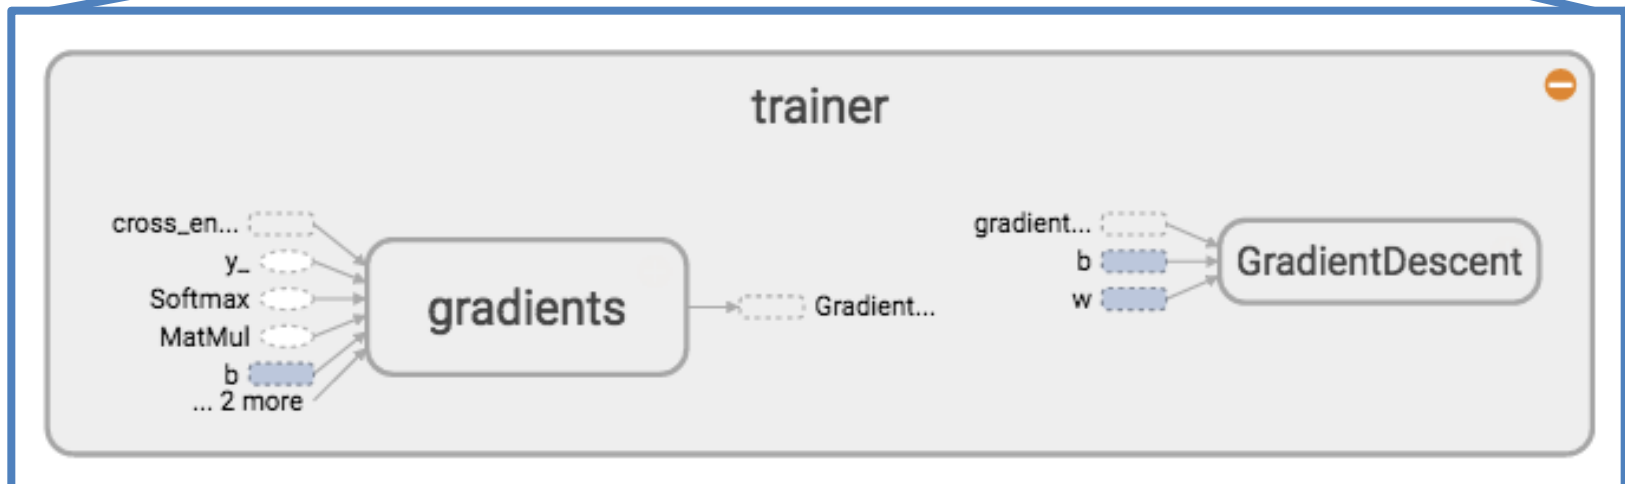 trainer
cross_en...
y_
Softmax
MatMul
b
... 2 more
gradients
Gradient...
gradient...
b
w
GradientDescent